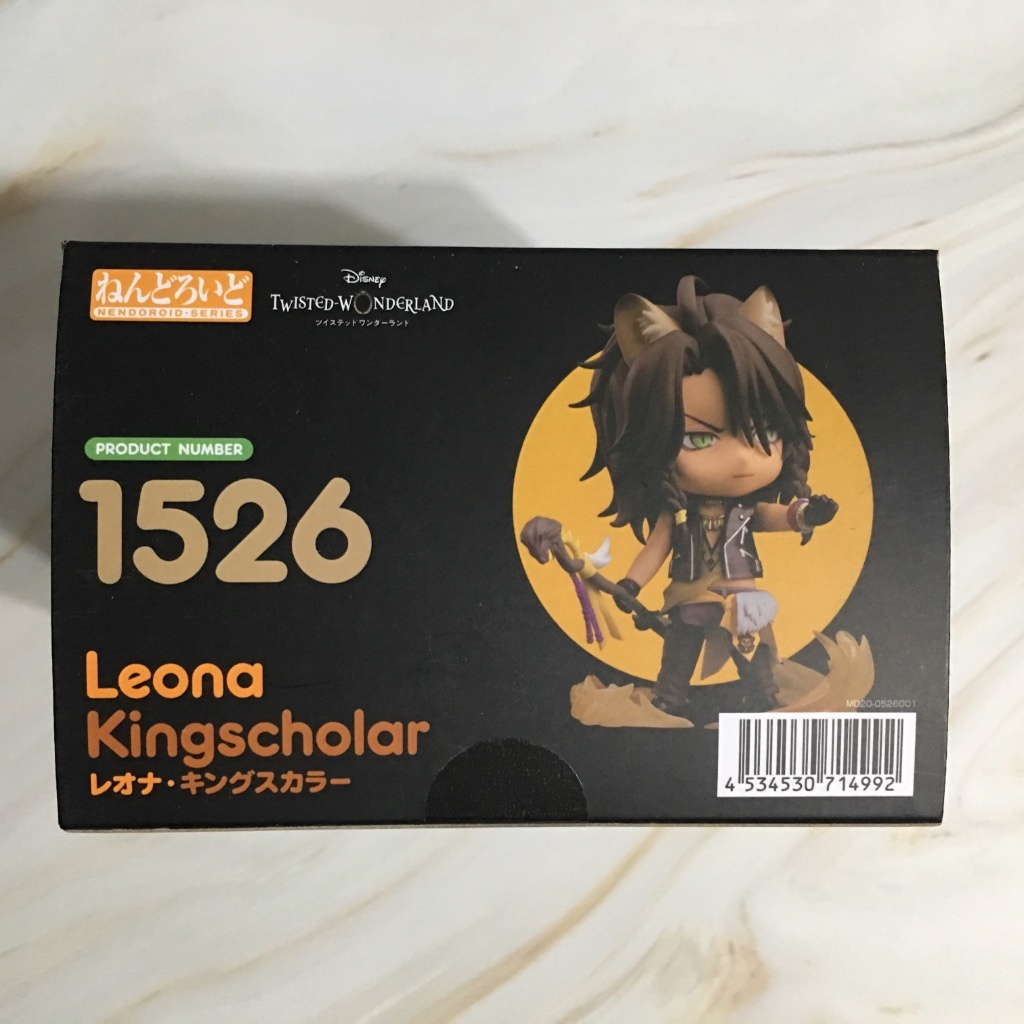 ねんどろいど
NENDOROID-SERIES
Disney
TWISTED-WONDERLAND
ツイステッドワンダーランド
PRODUCT NUMBER
1526
Leona
Kingscholar
レオナ・キングスカラー
MD20-0526001
4 534530 714992